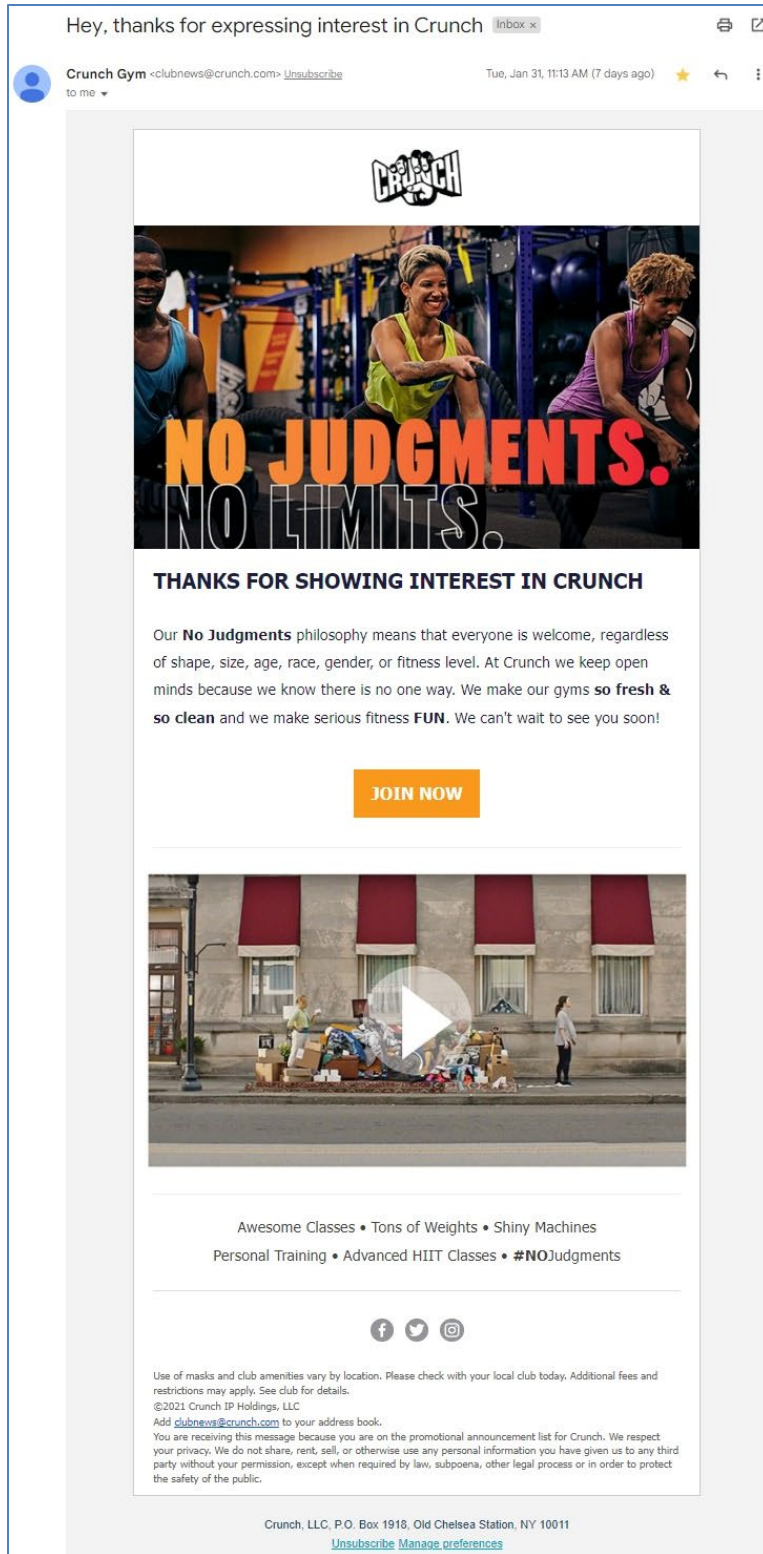 Hey, thanks for expressing interest in Crunch Inbox ×
Crunch Gym <clubnews@crunch.com> Unsubscribe Tue, Jan 31, 11:13 AM (7 days ago)
to me
CRUNCH
NO JUDGMENTS.
NO LIMITS.
THANKS FOR SHOWING INTEREST IN CRUNCH
Our No Judgments philosophy means that everyone is welcome, regardless
of shape, size, age, race, gender, or fitness level. At Crunch we keep open
minds because we know there is no one way. We make our gyms so fresh &
so clean and we make serious fitness FUN. We can't wait to see you soon!
JOIN NOW
Awesome Classes • Tons of Weights • Shiny Machines
Personal Training • Advanced HIIT Classes • #NOJudgments
Use of masks and club amenities vary by location. Please check with your local club today. Additional fees and
restrictions may apply. See club for details.
©2021 Crunch IP Holdings, LLC
Add clubnews@crunch.com to your address book.
You are receiving this message because you are on the promotional announcement list for Crunch. We respect
your privacy. We do not share, rent, sell, or otherwise use any personal information you have given us to any third
party without your permission, except when required by law, subpoena, other legal process or in order to protect
the safety of the public.
Crunch, LLC, P.O. Box 1918, Old Chelsea Station, NY 10011
Unsubscribe Manage preferences